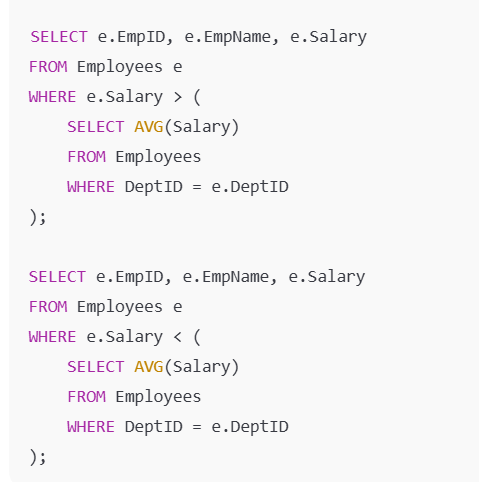 SELECT e.EmpID, e.EmpName, e.Salary
FROM Employees e
WHERE e.Salary > (
    SELECT AVG(Salary)
    FROM Employees
    WHERE DeptID = e.DeptID
);

SELECT e.EmpID, e.EmpName, e.Salary
FROM Employees e
WHERE e.Salary < (
    SELECT AVG(Salary)
    FROM Employees
    WHERE DeptID = e.DeptID
);